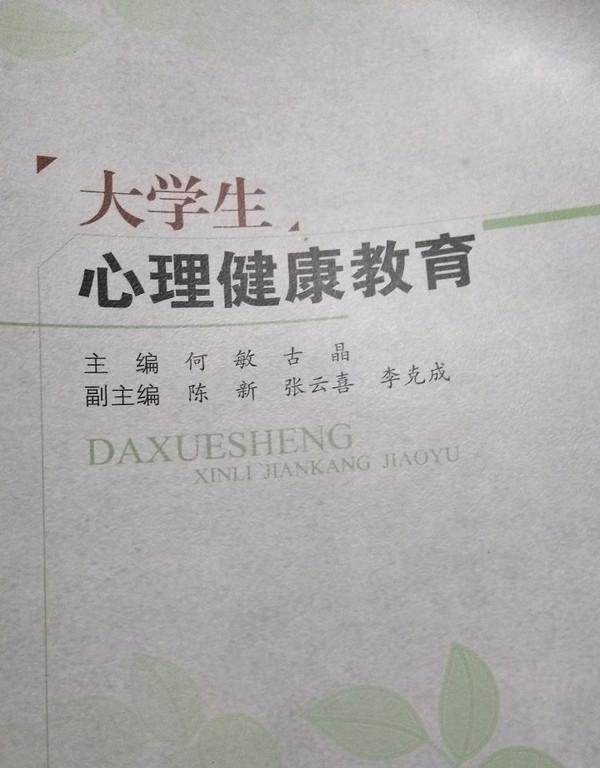 大学生
心理健康教育
主 编 何 敏 古 晶
副主编 陈 新 张云喜 李克成
DAXUESHENG
XINLI JIANKANG JIAOYU